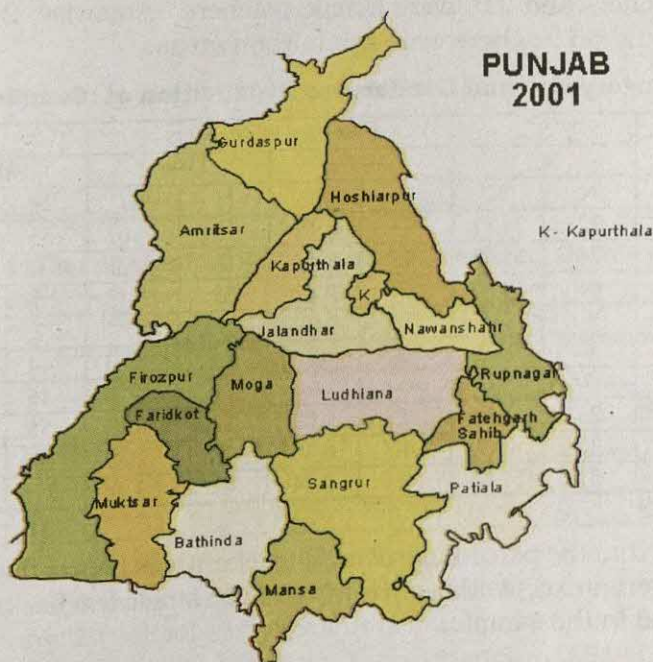 PUNJAB
2001
Gurdaspur
Hoshiarpur
Amritsar
K- Kapurthala
Kapurthala
K
Jalandhar
Nawanshahr
Firozpur
Moga
Ludhiana
Rupnagar
Faridkot
Fatehgarh
Sahib
Muktsar
Sangrur
Patiala
Bathinda
Mansa